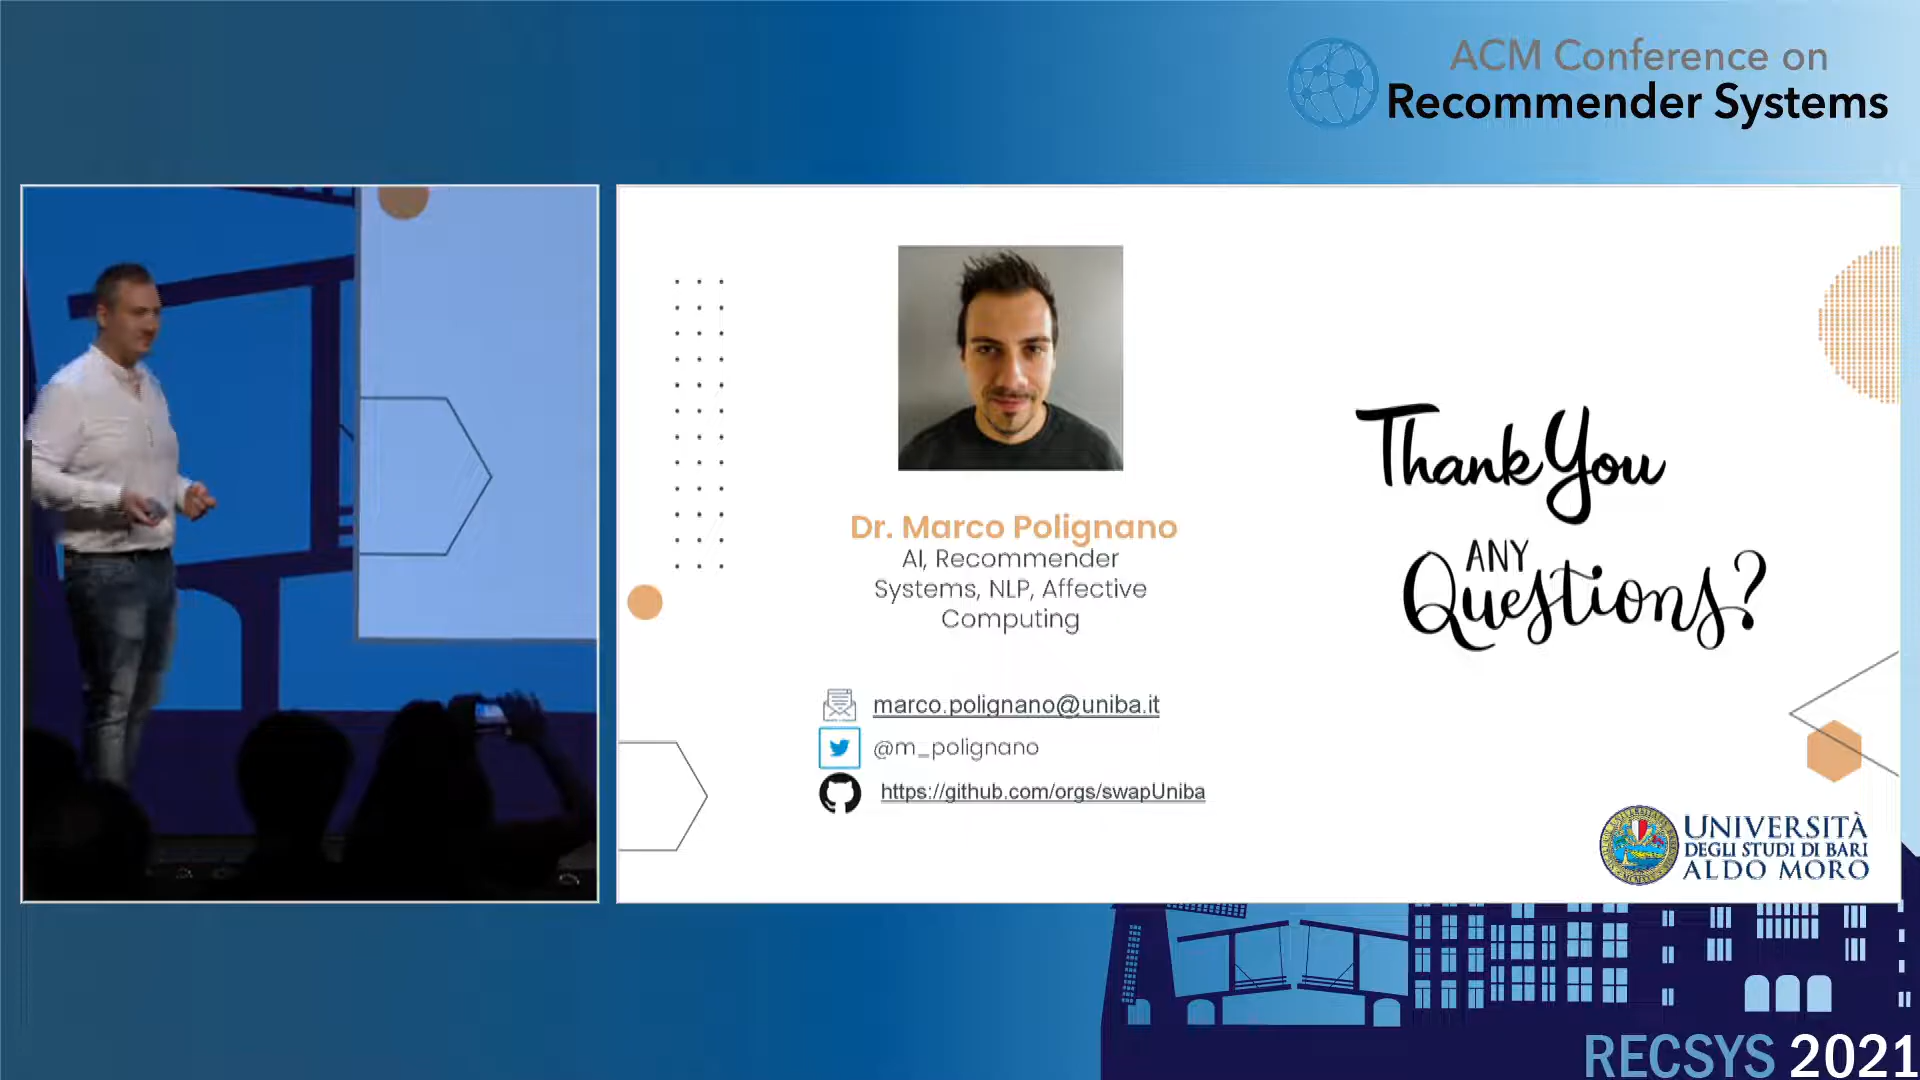 ACM Conference on
Recommender Systems
Dr. Marco Polignano
AI, Recommender
Systems, NLP, Affective
Computing
marco.polignano@uniba.it
@m_polignano
https://github.com/orgs/swapUniba
Thank You
ANY
Questions?
UNIVERSITÀ
DEGLI STUDI DI BARI
ALDO MORO
RECSYS 2021